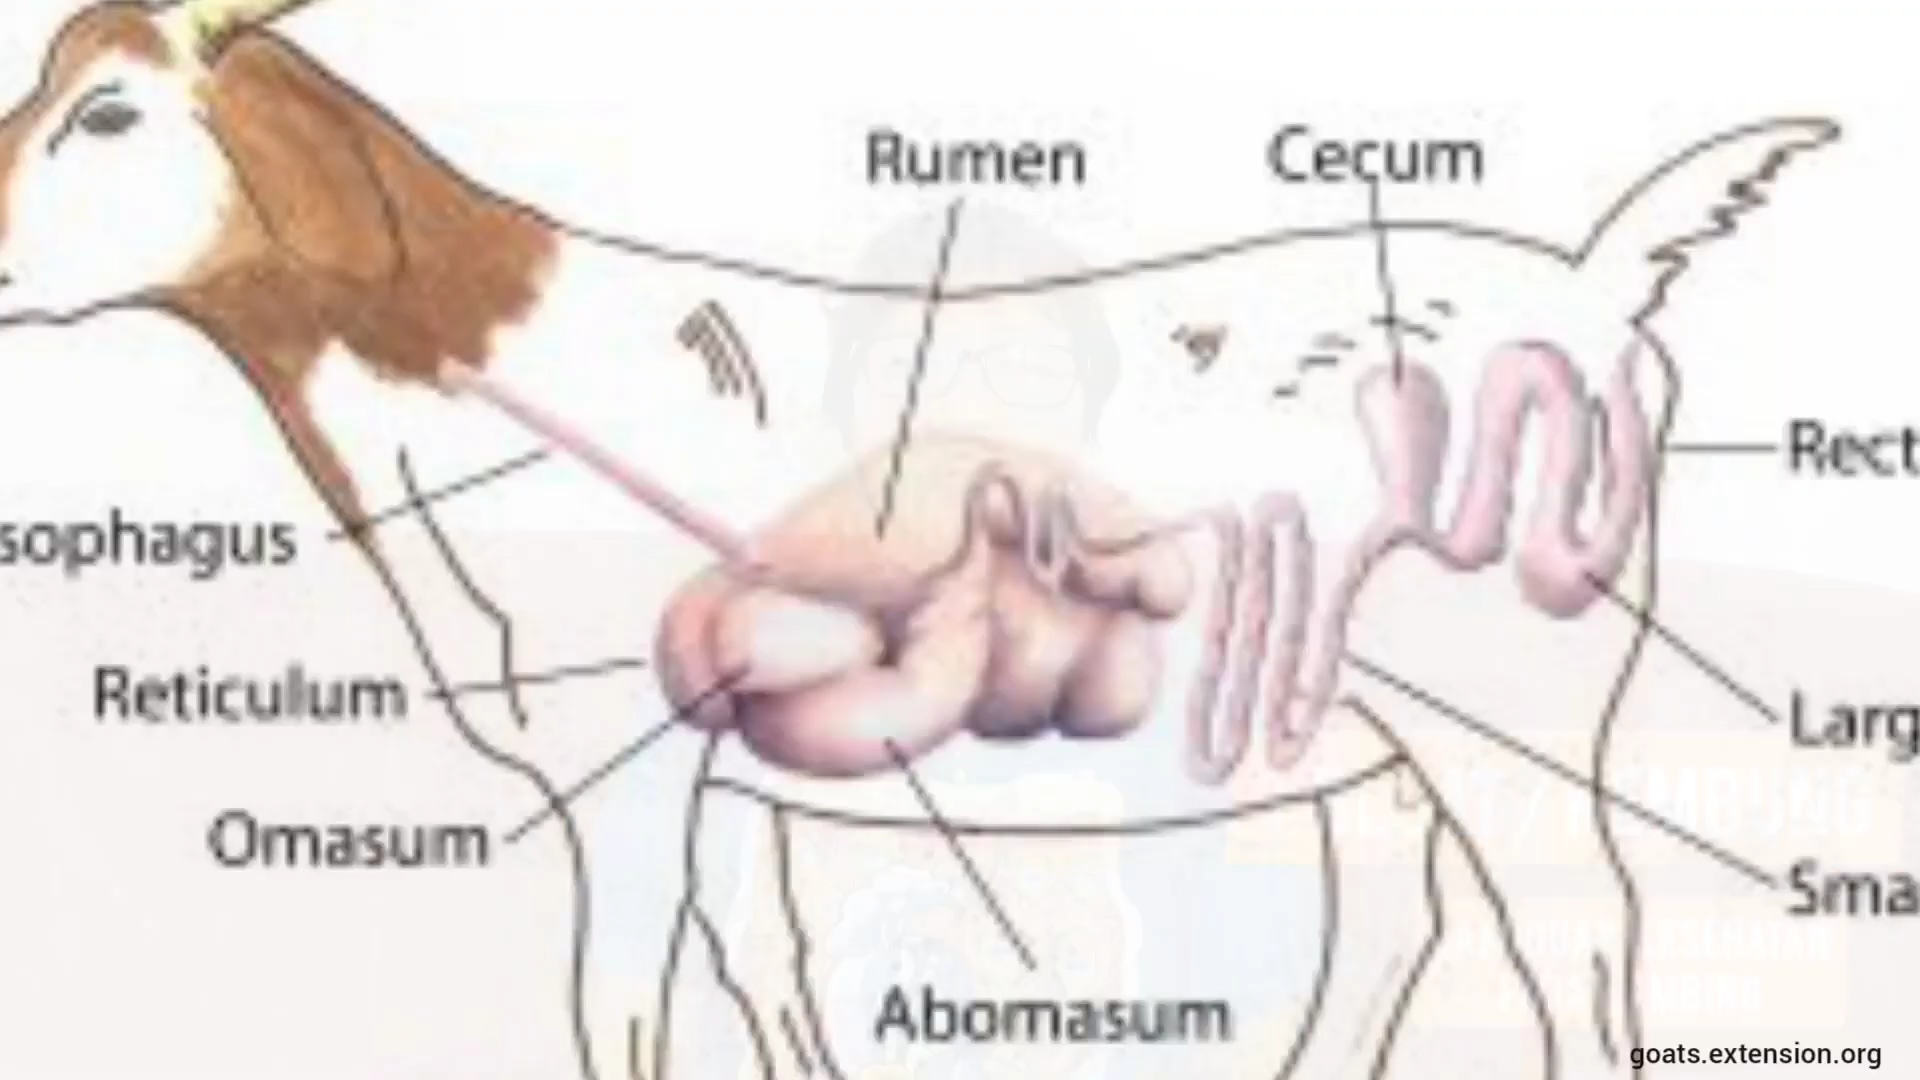 Rumen
Cecum
Rect
sophagus
Reticulum
Larg
Omasum
Sma
Abomasum
goats.extension.org